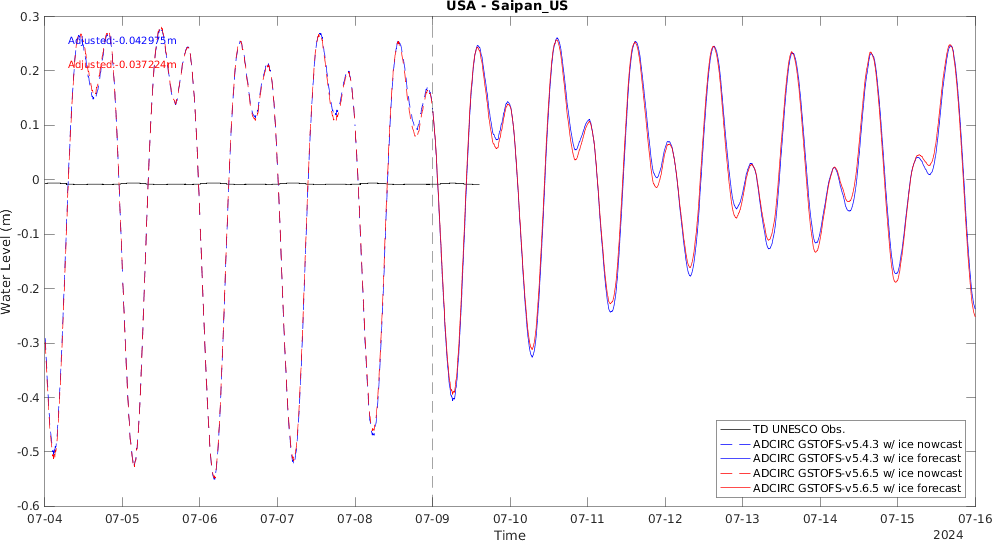 USA - Saipan_US
0.3
Adjusted:-0.042975m
Adjusted:-0.037224m
0.2
0.1
0
-0.1
-0.2
-0.3
-0.4
-0.5
-0.6
Water Level (m)
TD UNESCO Obs.
ADCIRC GSTOFS-v5.4.3 w/ ice nowcast
ADCIRC GSTOFS-v5.4.3 w/ ice forecast
ADCIRC GSTOFS-v5.6.5 w/ ice nowcast
ADCIRC GSTOFS-v5.6.5 w/ ice forecast
07-04 07-05 07-06 07-07 07-08 07-09 07-10 07-11 07-12 07-13 07-14 07-15 07-16
Time
2024